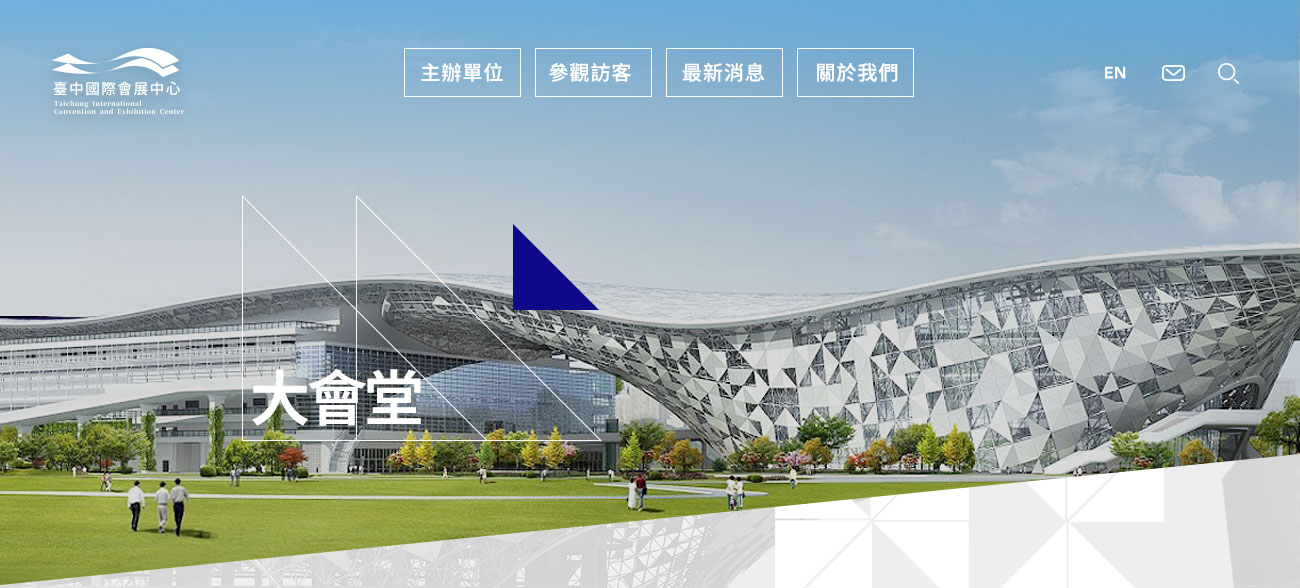 臺中國際會展中心
Taichung International
Convention and Exhibition Center
主辦單位
參觀訪客
最新消息
關於我們
EN
大會堂